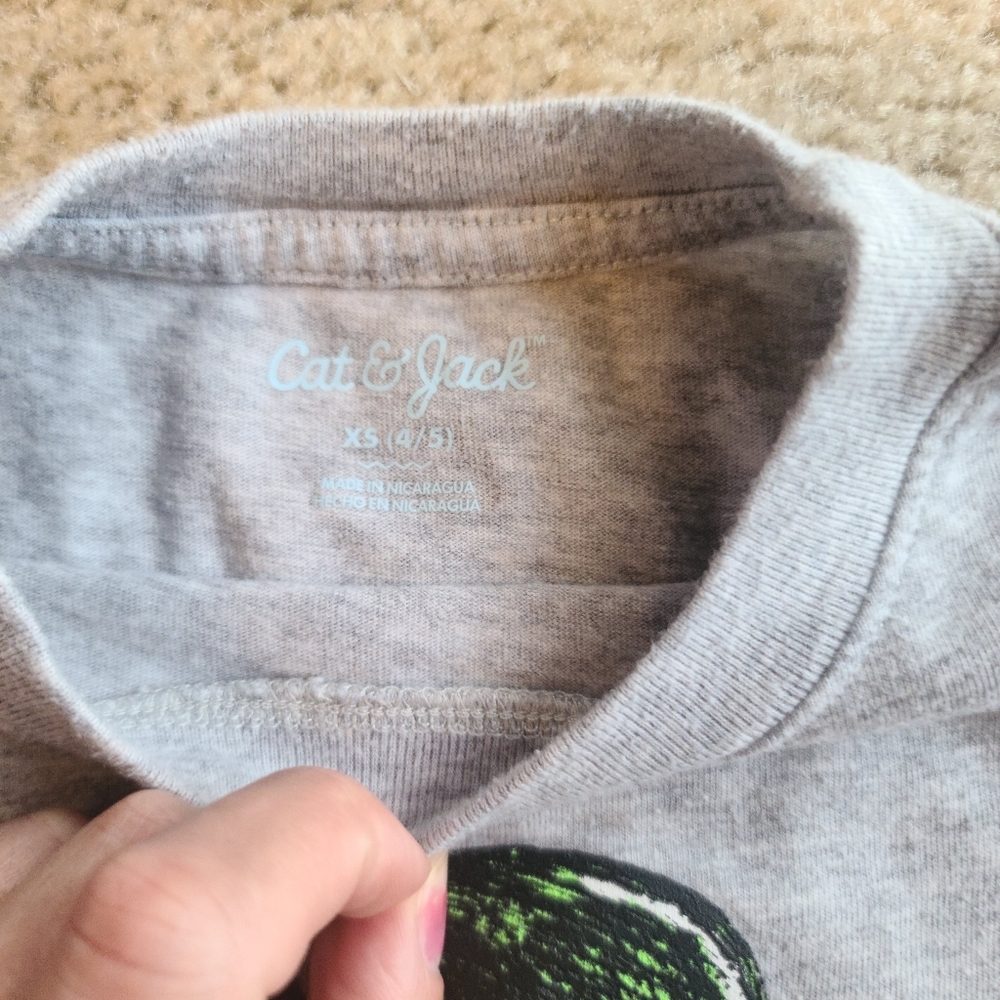 Cat & Jack™
XS (4/5)
MADE IN NICARAGUA
HECHO EN NICARAGUA